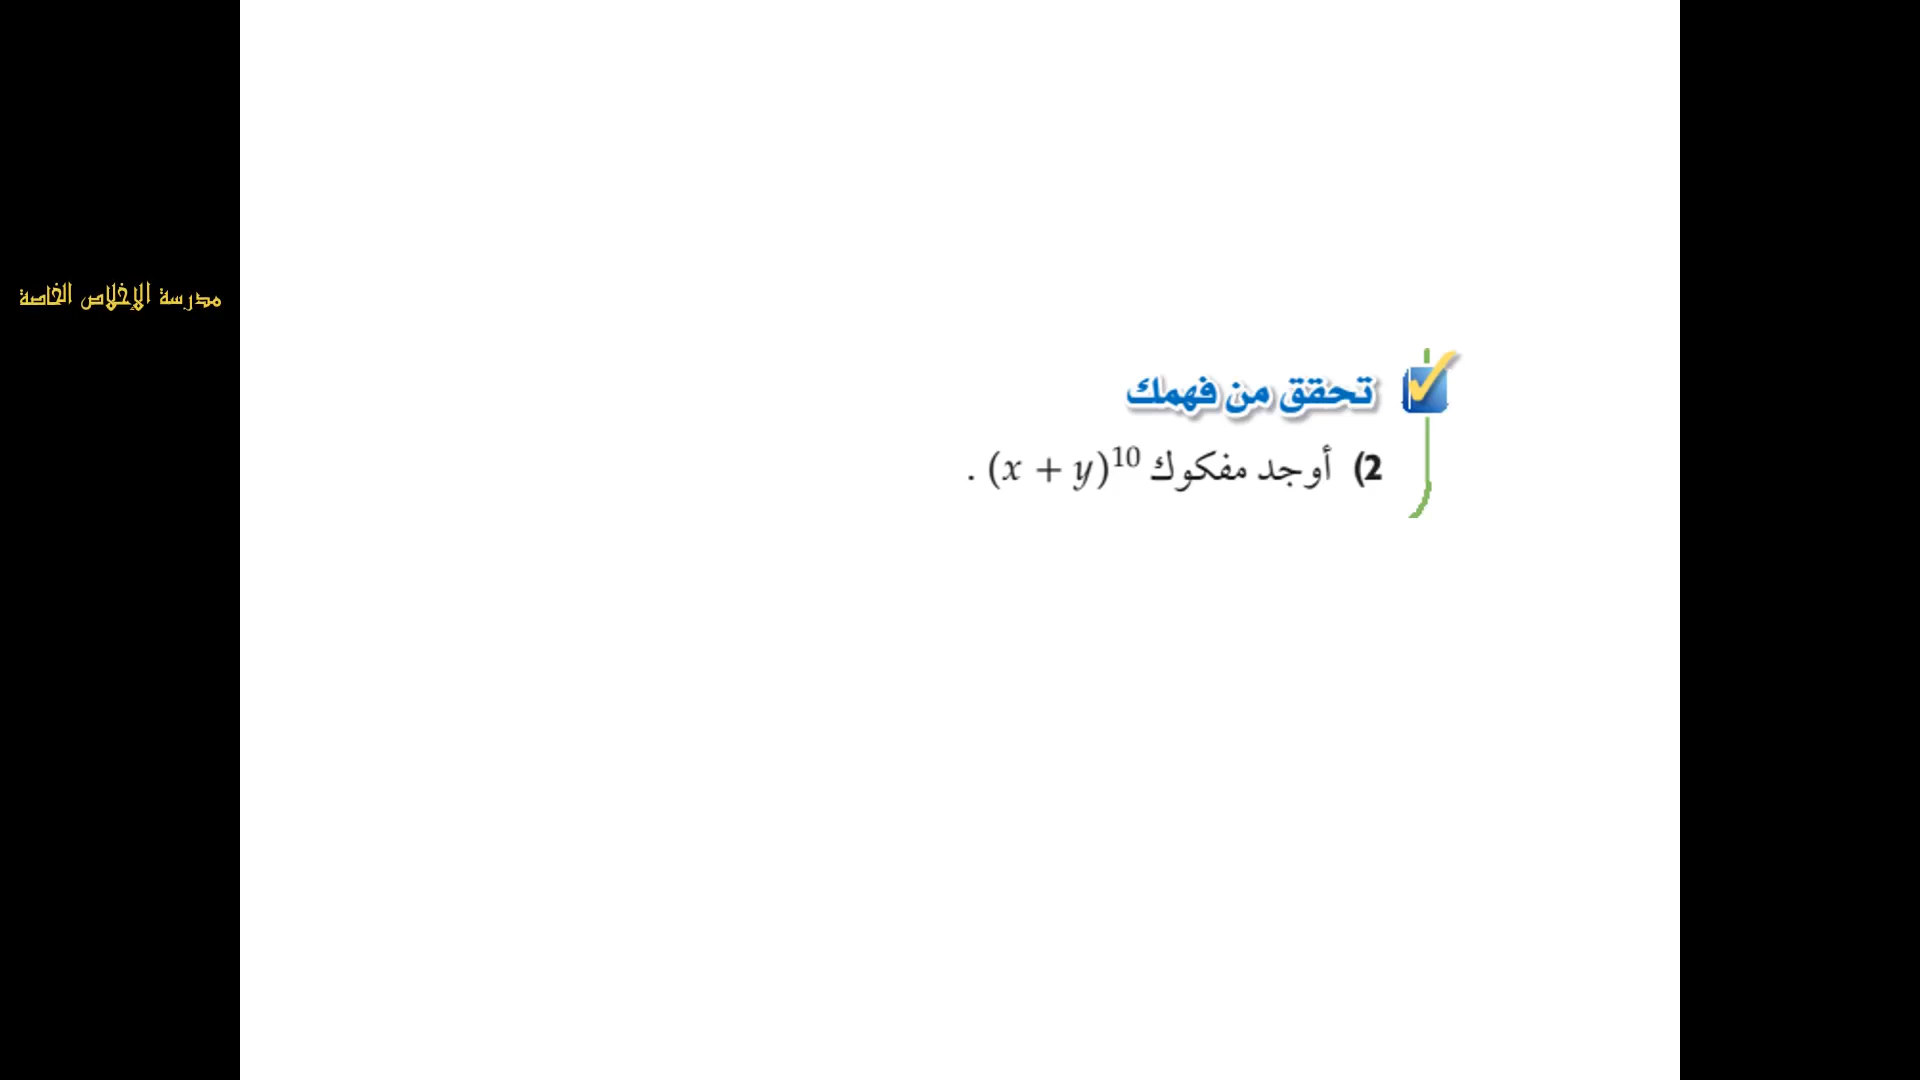 مدرسة الإخلاص الخاصة
تحقق من فهمك
2) أوجد مفكوك (x + y)¹⁰ .